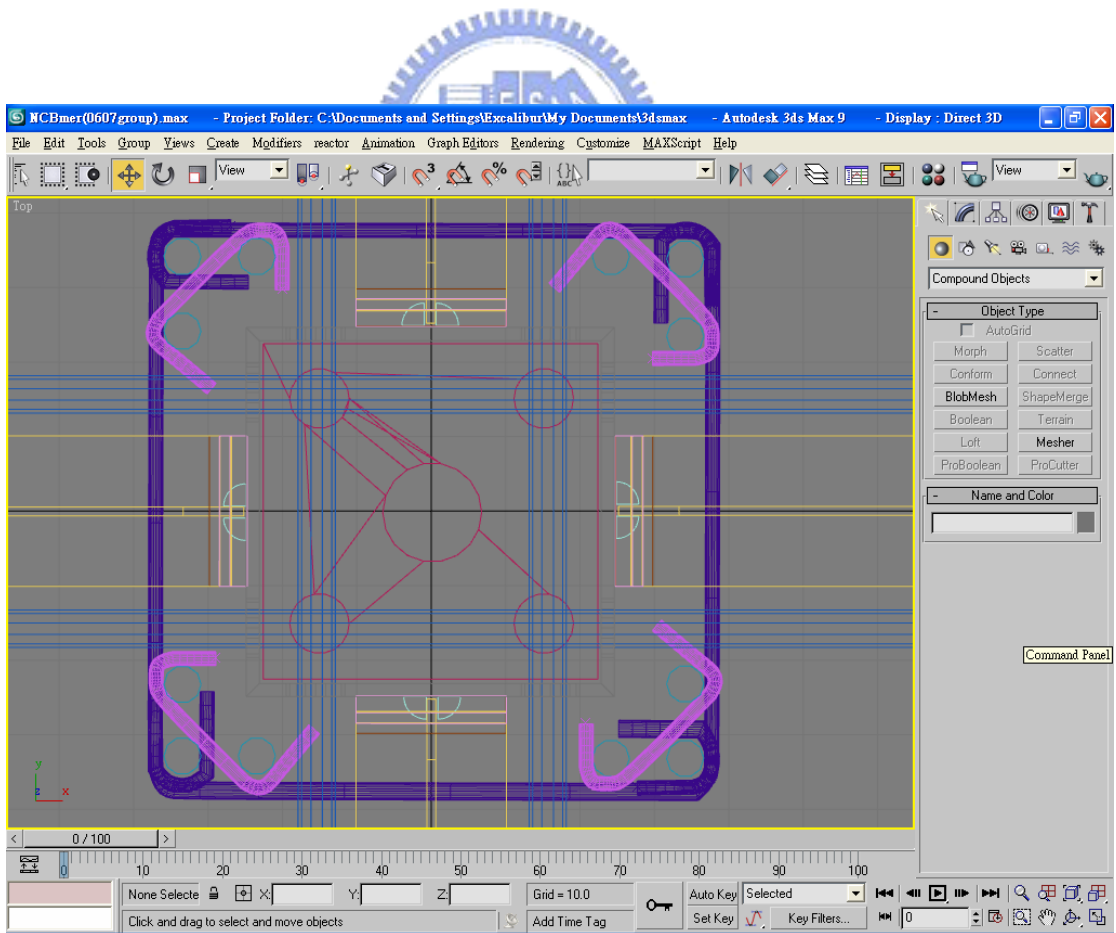 NCBmer(0607group).max - Project Folder: C:\Documents and Settings\Excalibur\My Documents\3dsmax - Autodesk 3ds Max 9 - Display : Direct 3D
File Edit Tools Group Views Create Modifiers reactor Animation Graph Editors Rendering Customize MAXScript Help
View
3
%
ABC
View
Top
Compound Objects
- Object Type
AutoGrid
Morph Scatter
Conform Connect
BlobMesh ShapeMerge
Boolean Terrain
Loft Mesher
ProBoolean ProCutter
- Name and Color
Command Panel
y
z x
< 0 / 100 >
0 10 20 30 40 50 60 70 80 90 100
None Selecte X: Y: Z: Grid = 10.0 Auto Key Selected
Click and drag to select and move objects Add Time Tag Set Key Key Filters... 0